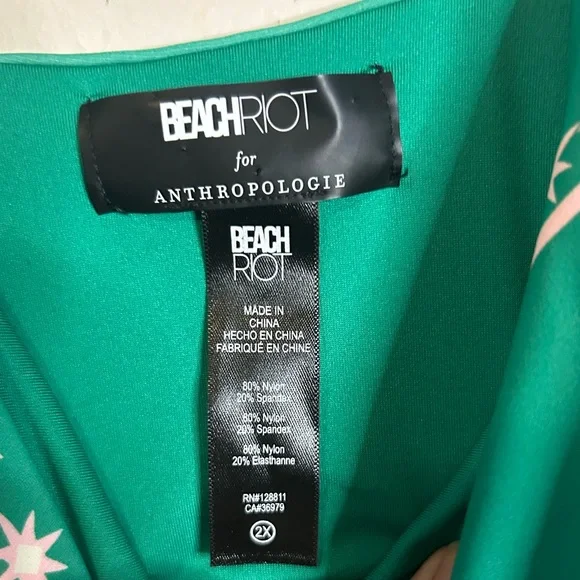 BEACHRIOT
for
ANTHROPOLOGIE
BEACH
RIOT
MADE IN
CHINA
HECHO EN CHINA
FABRIQUÉ EN CHINE
80% Nylon
20% Spandex
80% Nylon
20% Spandex
80% Nylon
20% Elasthanne
RN#128811
CA#36979
2X